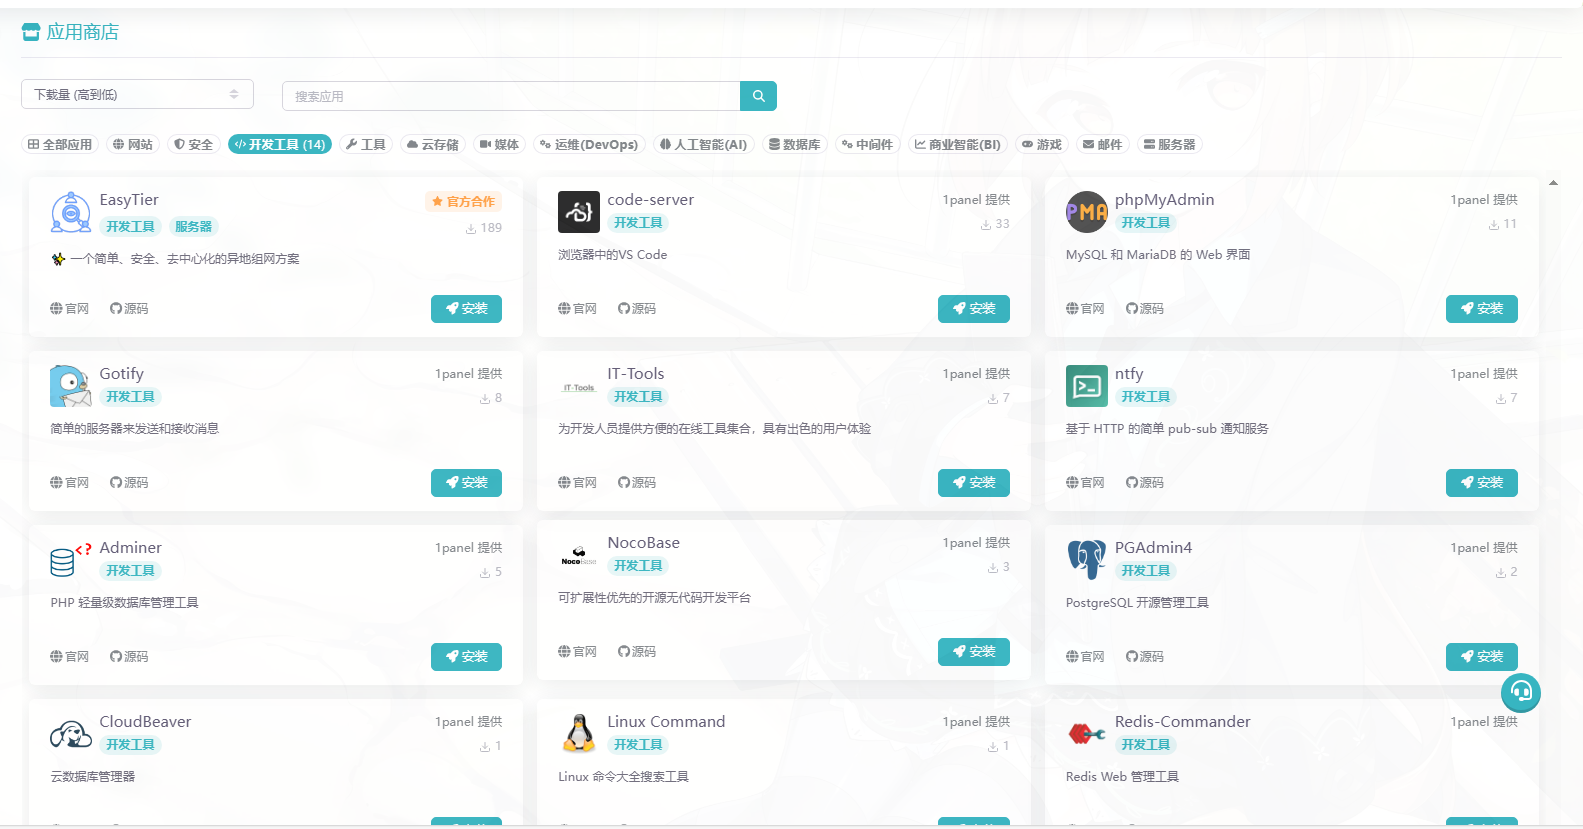 应用商店
下载量 (高到低)
搜索应用
全部应用 网站 安全 开发工具 (14) 工具 云存储 媒体 运维(DevOps) 人工智能(AI) 数据库 中间件 商业智能(BI) 游戏 邮件 服务器
EasyTier
官方合作
开发工具 服务器
189
一个简单、安全、去中心化的异地组网方案
官网 源码 安装
code-server
1panel 提供
开发工具
33
浏览器中的VS Code
官网 源码 安装
phpMyAdmin
1panel 提供
PMA
开发工具
11
MySQL 和 MariaDB 的 Web 界面
官网 源码 安装
Gotify
1panel 提供
开发工具
8
简单的服务器来发送和接收消息
官网 源码 安装
IT-Tools
1panel 提供
IT-Tools
开发工具
7
为开发人员提供方便的在线工具集合，具有出色的用户体验
官网 源码 安装
ntfy
1panel 提供
开发工具
7
基于 HTTP 的简单 pub-sub 通知服务
官网 源码 安装
Adminer
1panel 提供
开发工具
5
PHP 轻量级数据库管理工具
官网 源码 安装
NocoBase
1panel 提供
NocoBase
开发工具
3
可扩展性优先的开源无代码开发平台
官网 源码 安装
PGAdmin4
1panel 提供
开发工具
2
PostgreSQL 开源管理工具
官网 源码 安装
CloudBeaver
1panel 提供
开发工具
1
云数据库管理器
Linux Command
1panel 提供
开发工具
1
Linux 命令大全搜索工具
Redis-Commander
1panel 提供
开发工具
Redis Web 管理工具